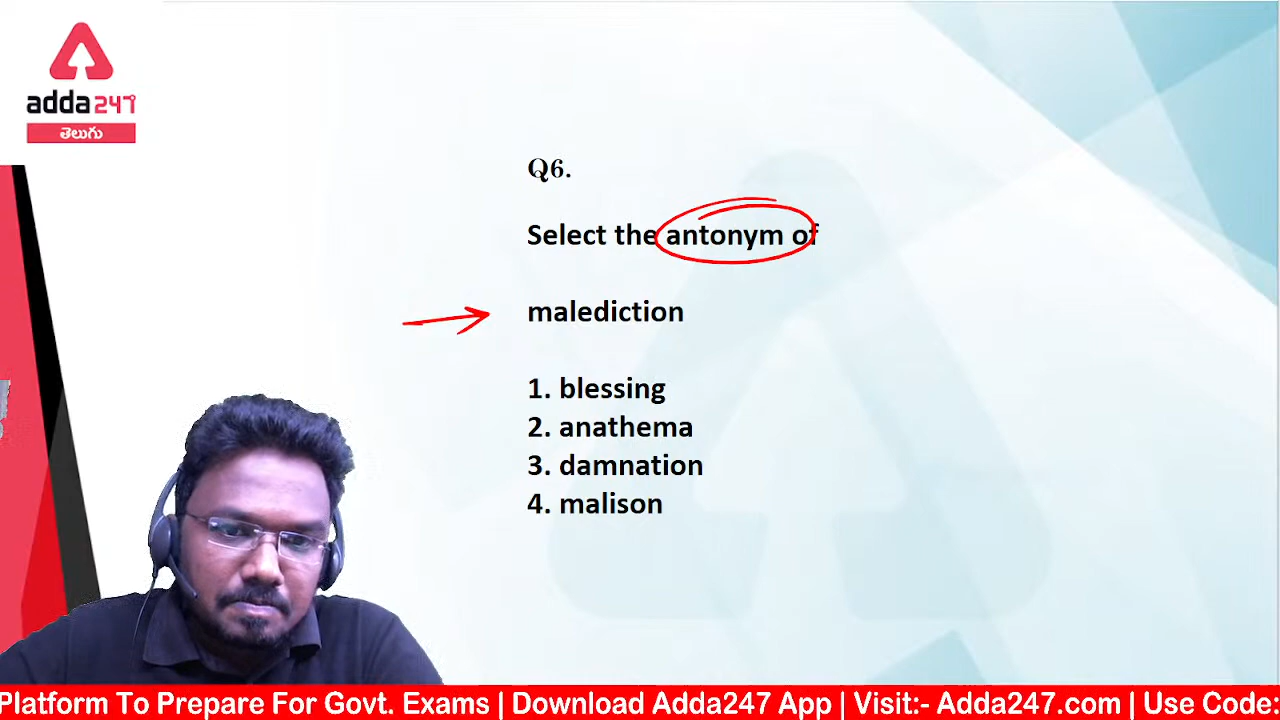 adda247
తెలుగు
Q6.
Select the antonym of
malediction
1. blessing
2. anathema
3. damnation
4. malison
Platform To Prepare For Govt. Exams | Download Adda247 App | Visit:- Adda247.com | Use Code: